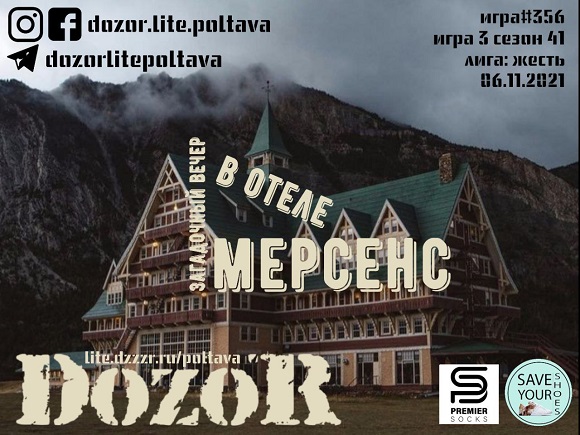 dozor.lite.poltava
dozorlitepoltava
игра#356
игра 3 сезон 41
лига: жесть
06.11.2021
ЗАГАДОЧНЫЙ ВЕЧЕР
В ОТЕЛЕ
МЕРСЕНС
lite.dzzzr.ru/poltava
DozoR
PREMIER
SOCKS
SAVE
YOUR
SHOES